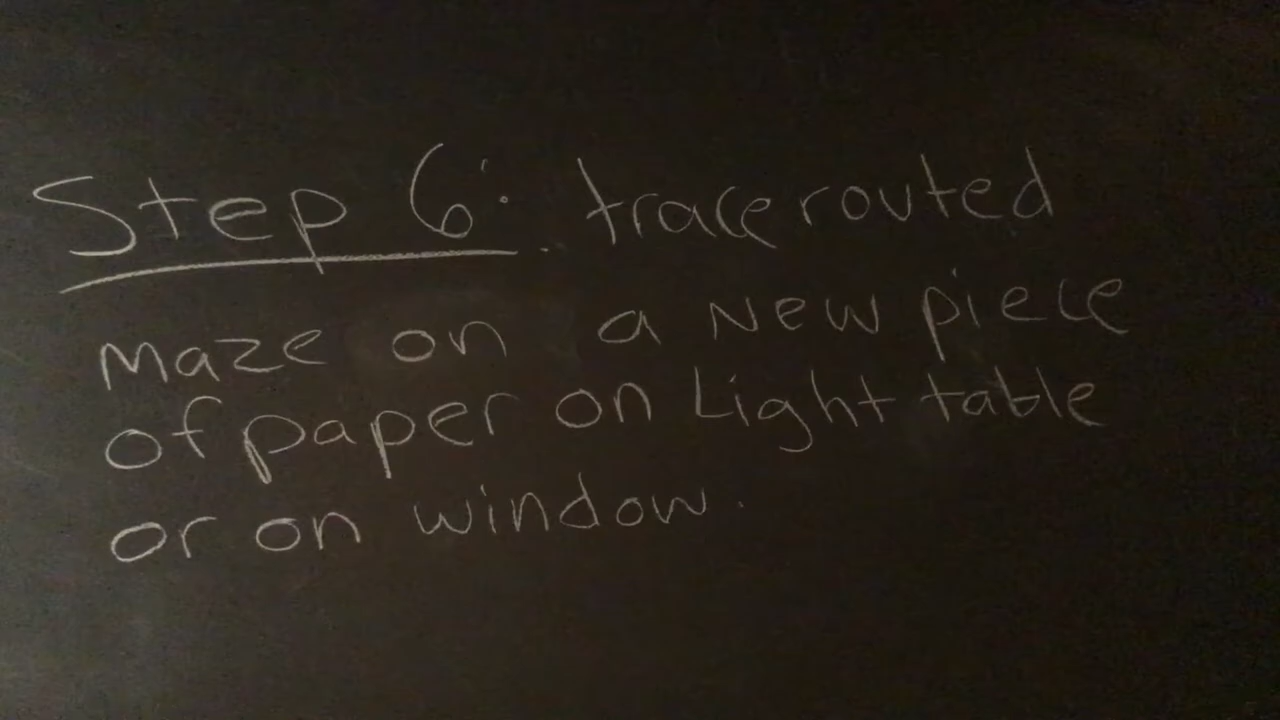 Step 6: trace routed
Maze on a New piece
of paper on Light table
or on window.